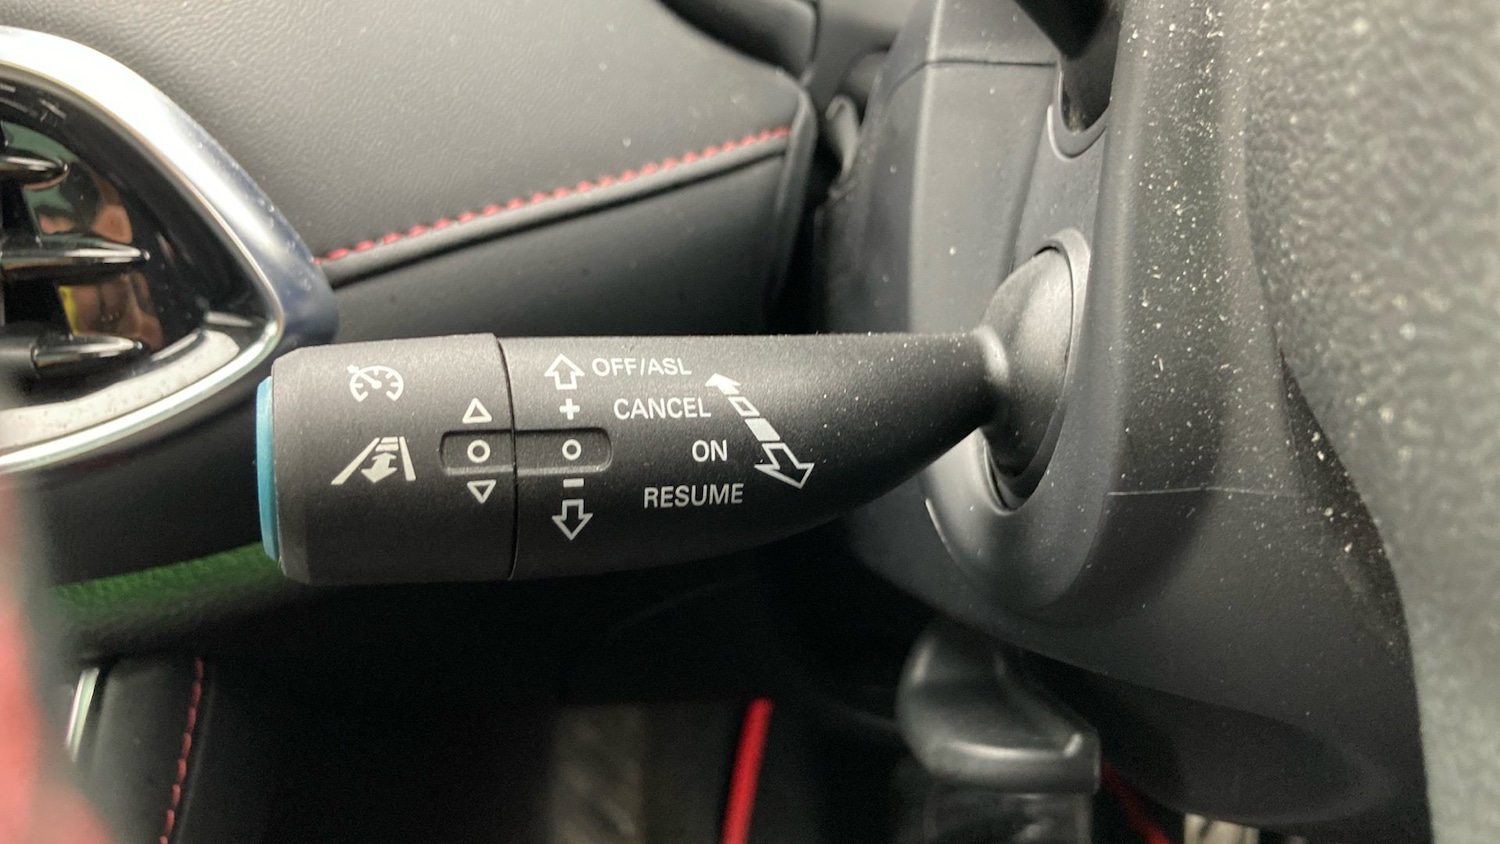 OFF/ASL
+ CANCEL
ON
- RESUME